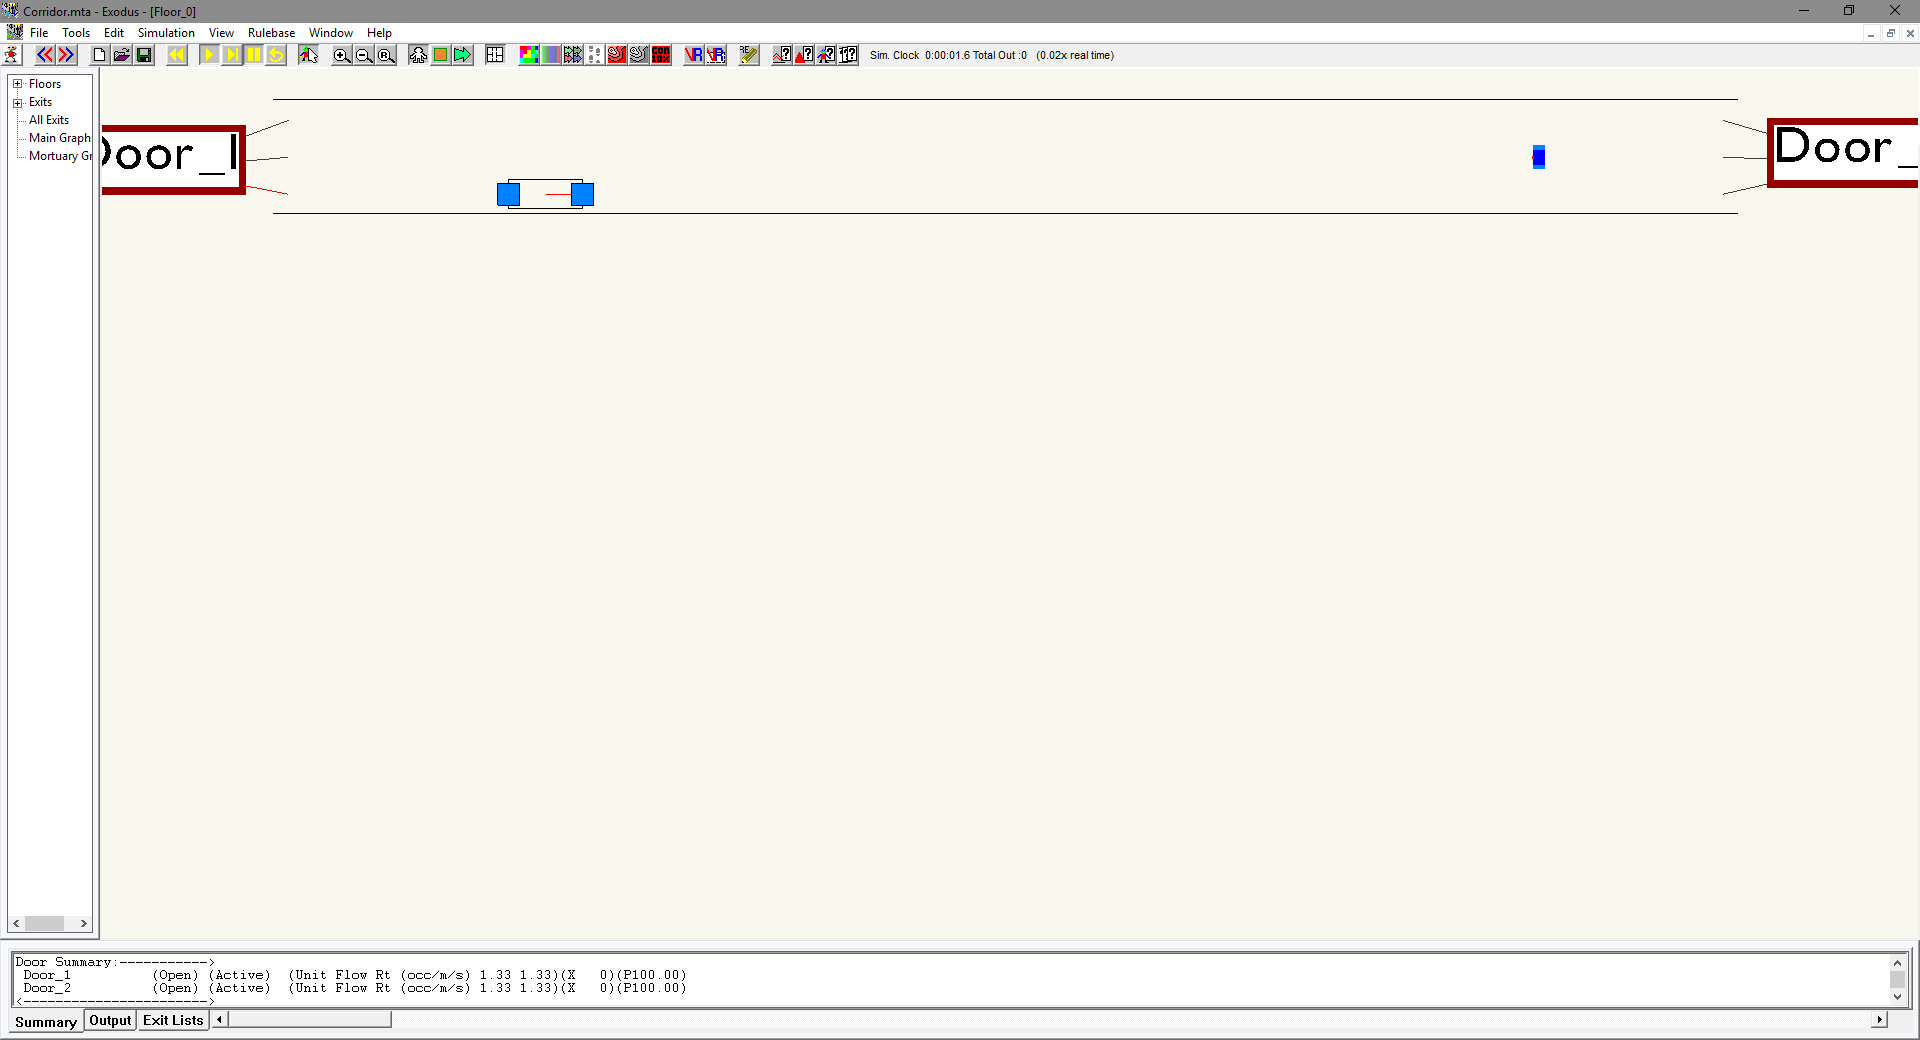 Corridor.mta - Exodus - [Floor_0]
File Tools Edit Simulation View Rulebase Window Help
Sim. Clock 0:00:01.6 Total Out :0 (0.02x real time)
Floors
Exits
All Exits
Main Graph
Mortuary Gr
Door_1
Door_
Door Summary:----------->
Door_1 (Open) (Active) (Unit Flow Rt (occ/m/s) 1.33 1.33)(X 0)(P100.00)
Door_2 (Open) (Active) (Unit Flow Rt (occ/m/s) 1.33 1.33)(X 0)(P100.00)
<----------------------->
Summary Output Exit Lists